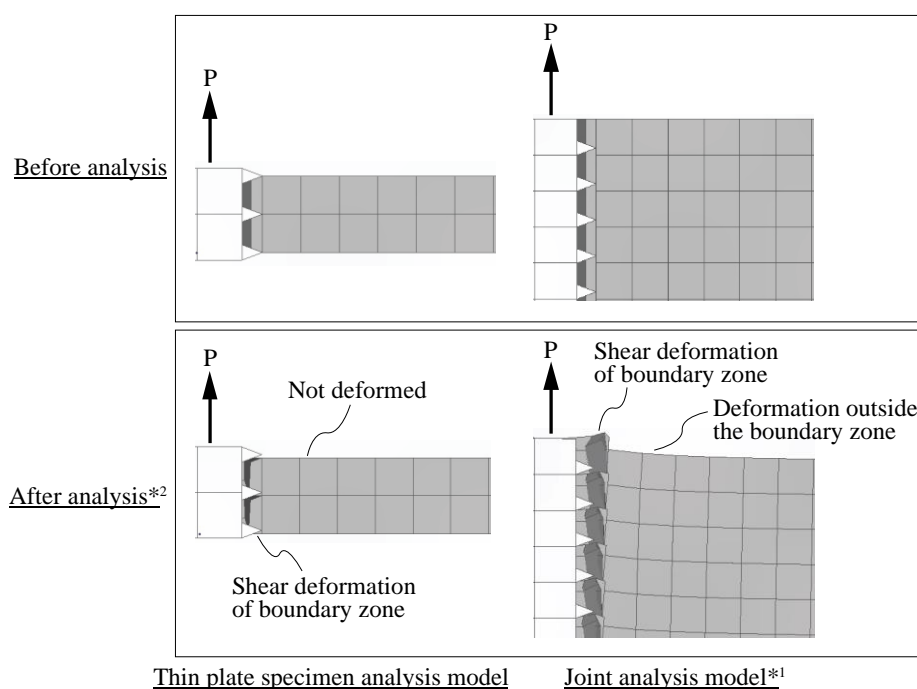 P
P
Before analysis
P
P
Shear deformation
of boundary zone
Not deformed
Deformation outside
the boundary zone
After analysis*2
Shear deformation
of boundary zone
Thin plate specimen analysis model
Joint analysis model*1